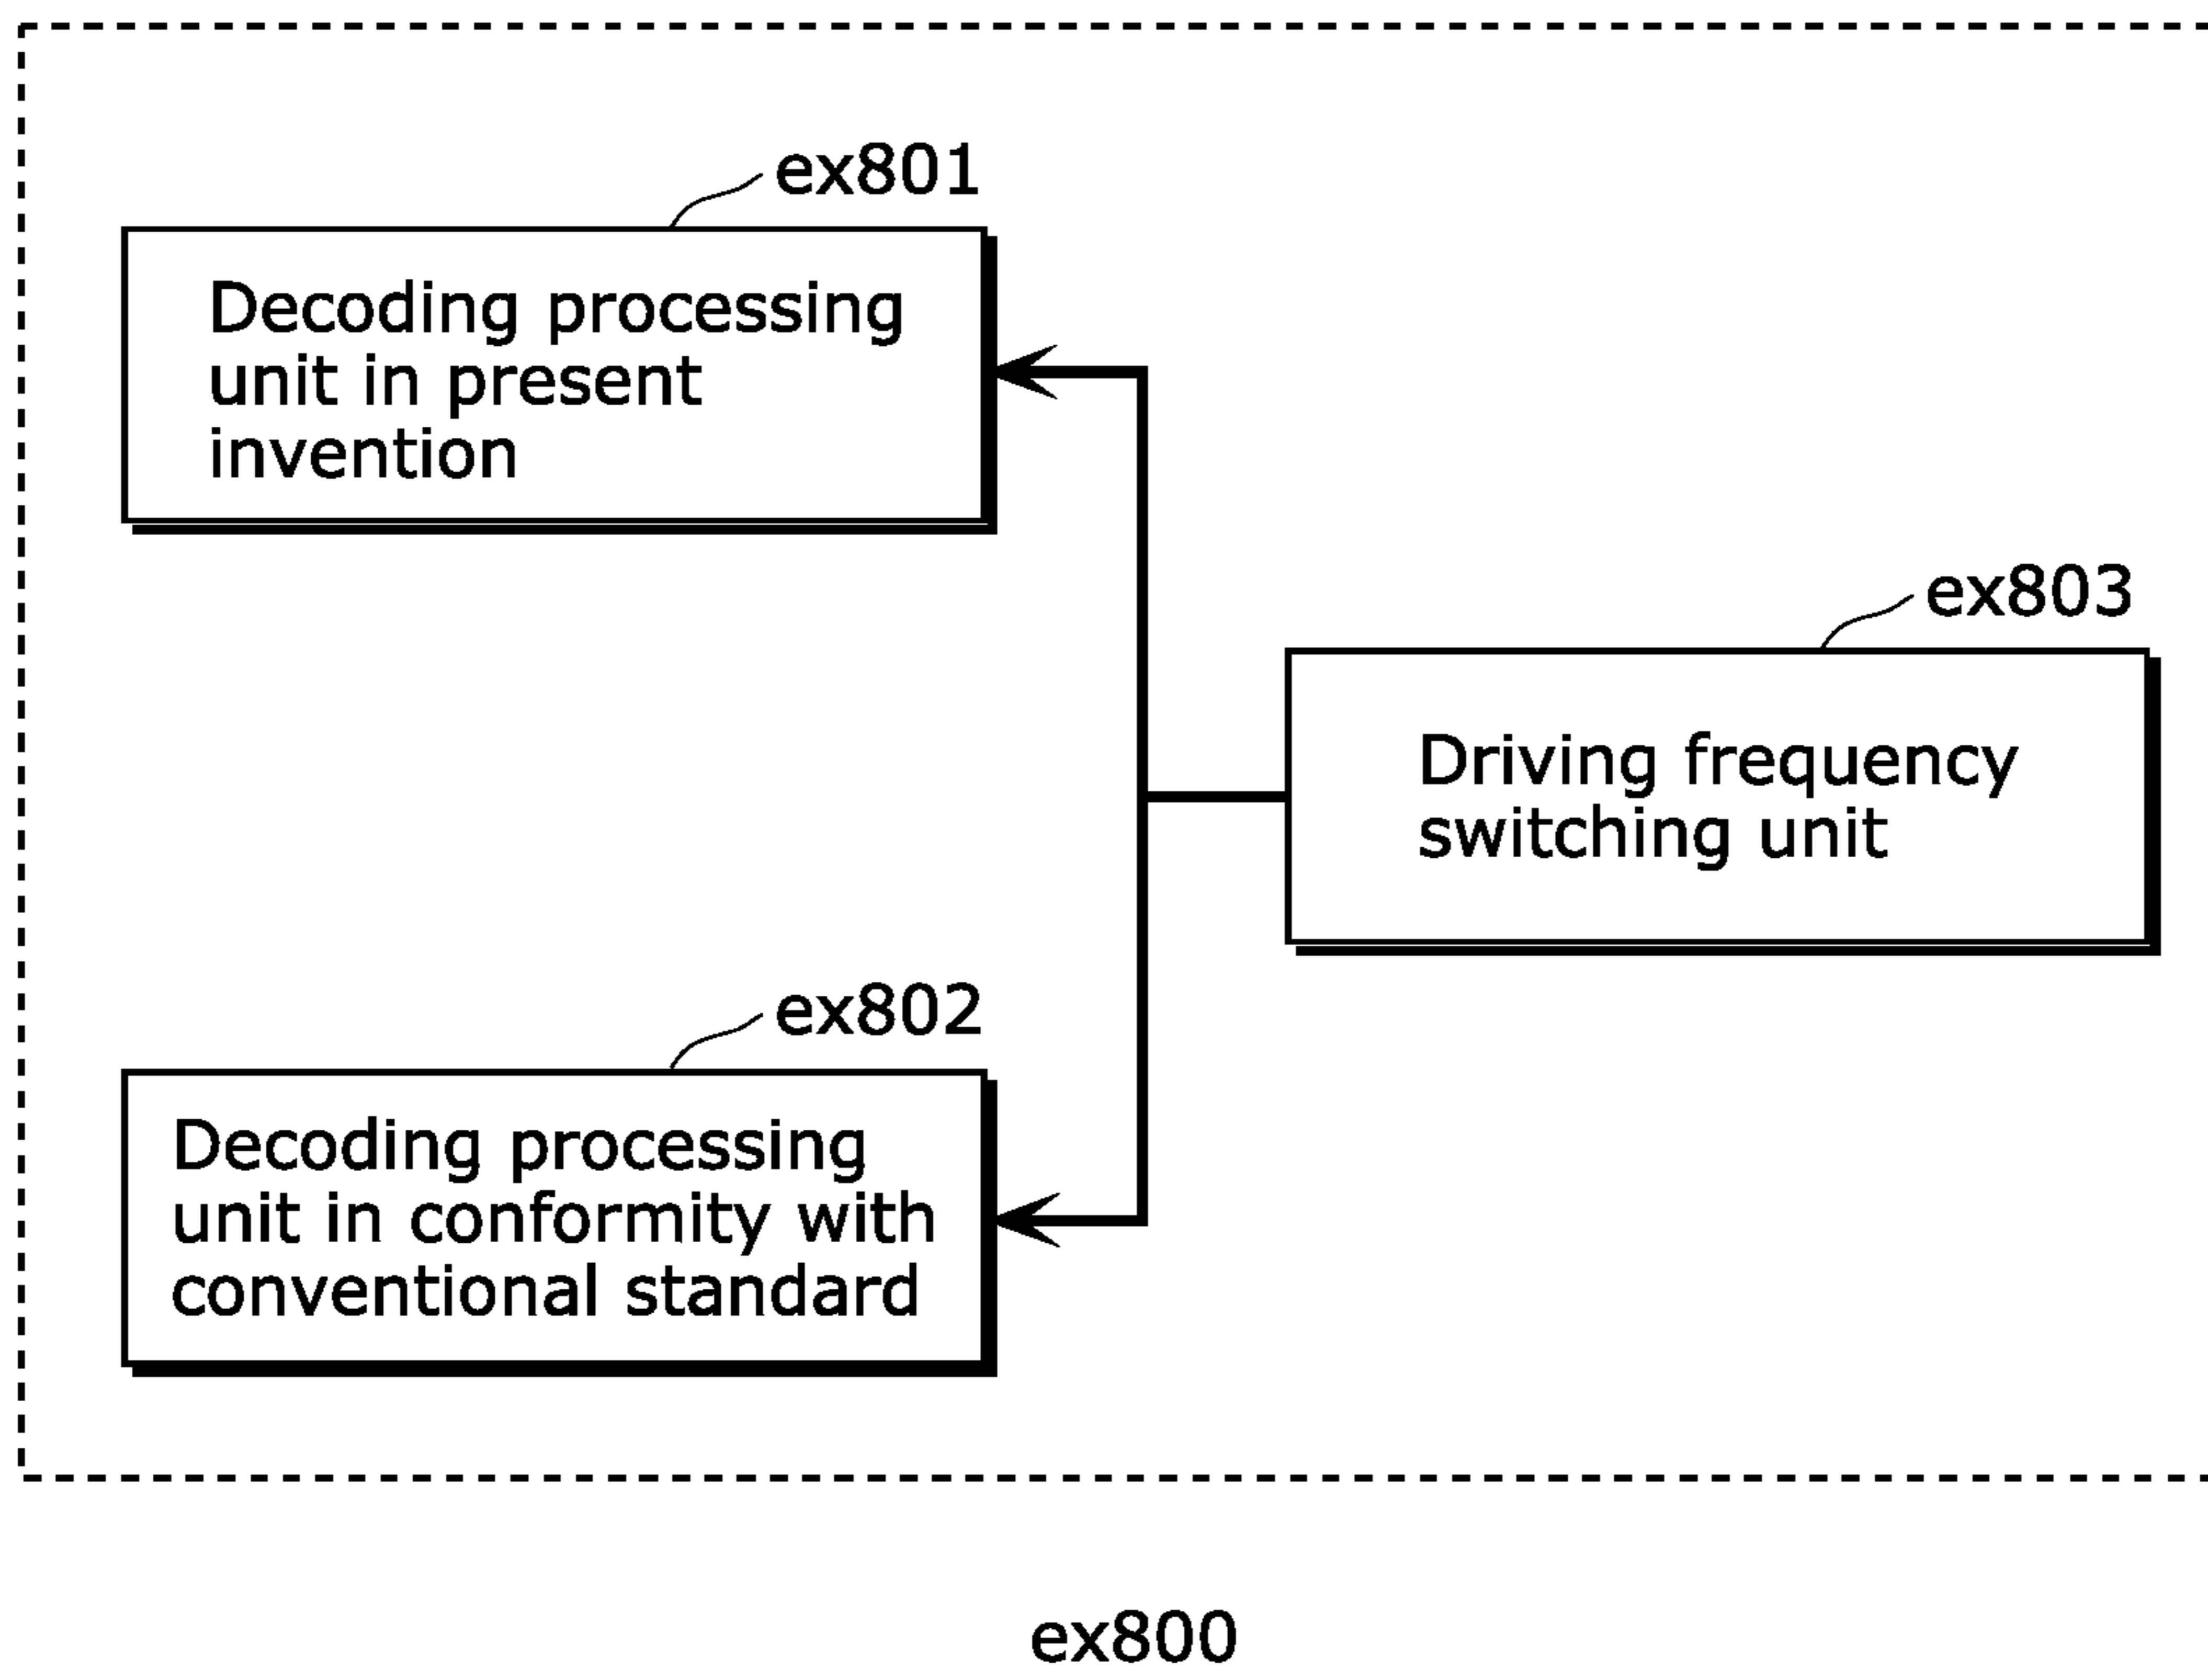 ex801
Decoding processing
unit in present
invention
ex803
Driving frequency
switching unit
ex802
Decoding processing
unit in conformity with
conventional standard
ex800